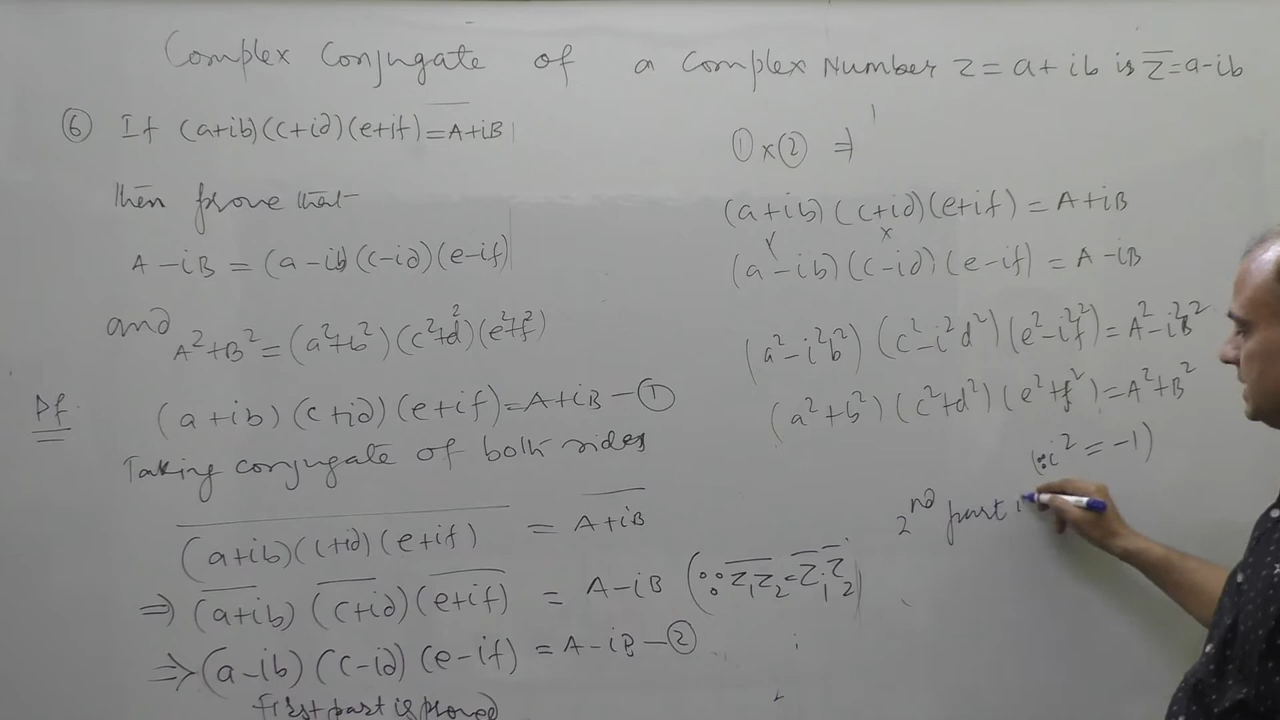 Complex Conjugate of a Complex Number z = a + ib is z̅ = a-ib
⑥ If (a+ib)(c+id)(e+if) = A+iB
then prove that
A - iB = (a-ib)(c-id)(e-if)
and A²+B² = (a²+b²)(c²+d²)(e²+f²)
Pf. (a+ib)(c+id)(e+if) = A+iB — ①
Taking conjugate of both sides
\overline{(a+ib)(c+id)(e+if)} = \overline{A+iB}
⇒ \overline{(a+ib)} \overline{(c+id)} \overline{(e+if)} = A-iB (∵ \overline{z₁z₂} = z̅₁z̅₂)
⇒ (a-ib)(c-id)(e-if) = A-iB — ②
first part is proved
① x ② ⇒
(a+ib)(c+id)(e+if) = A+iB
(a-ib)(c-id)(e-if) = A-iB
(a²-i²b²)(c²-i²d²)(e²-i²f²) = A²-i²B²
(a²+b²)(c²+d²)(e²+f²) = A²+B²
(∵ i² = -1)
2nd part i